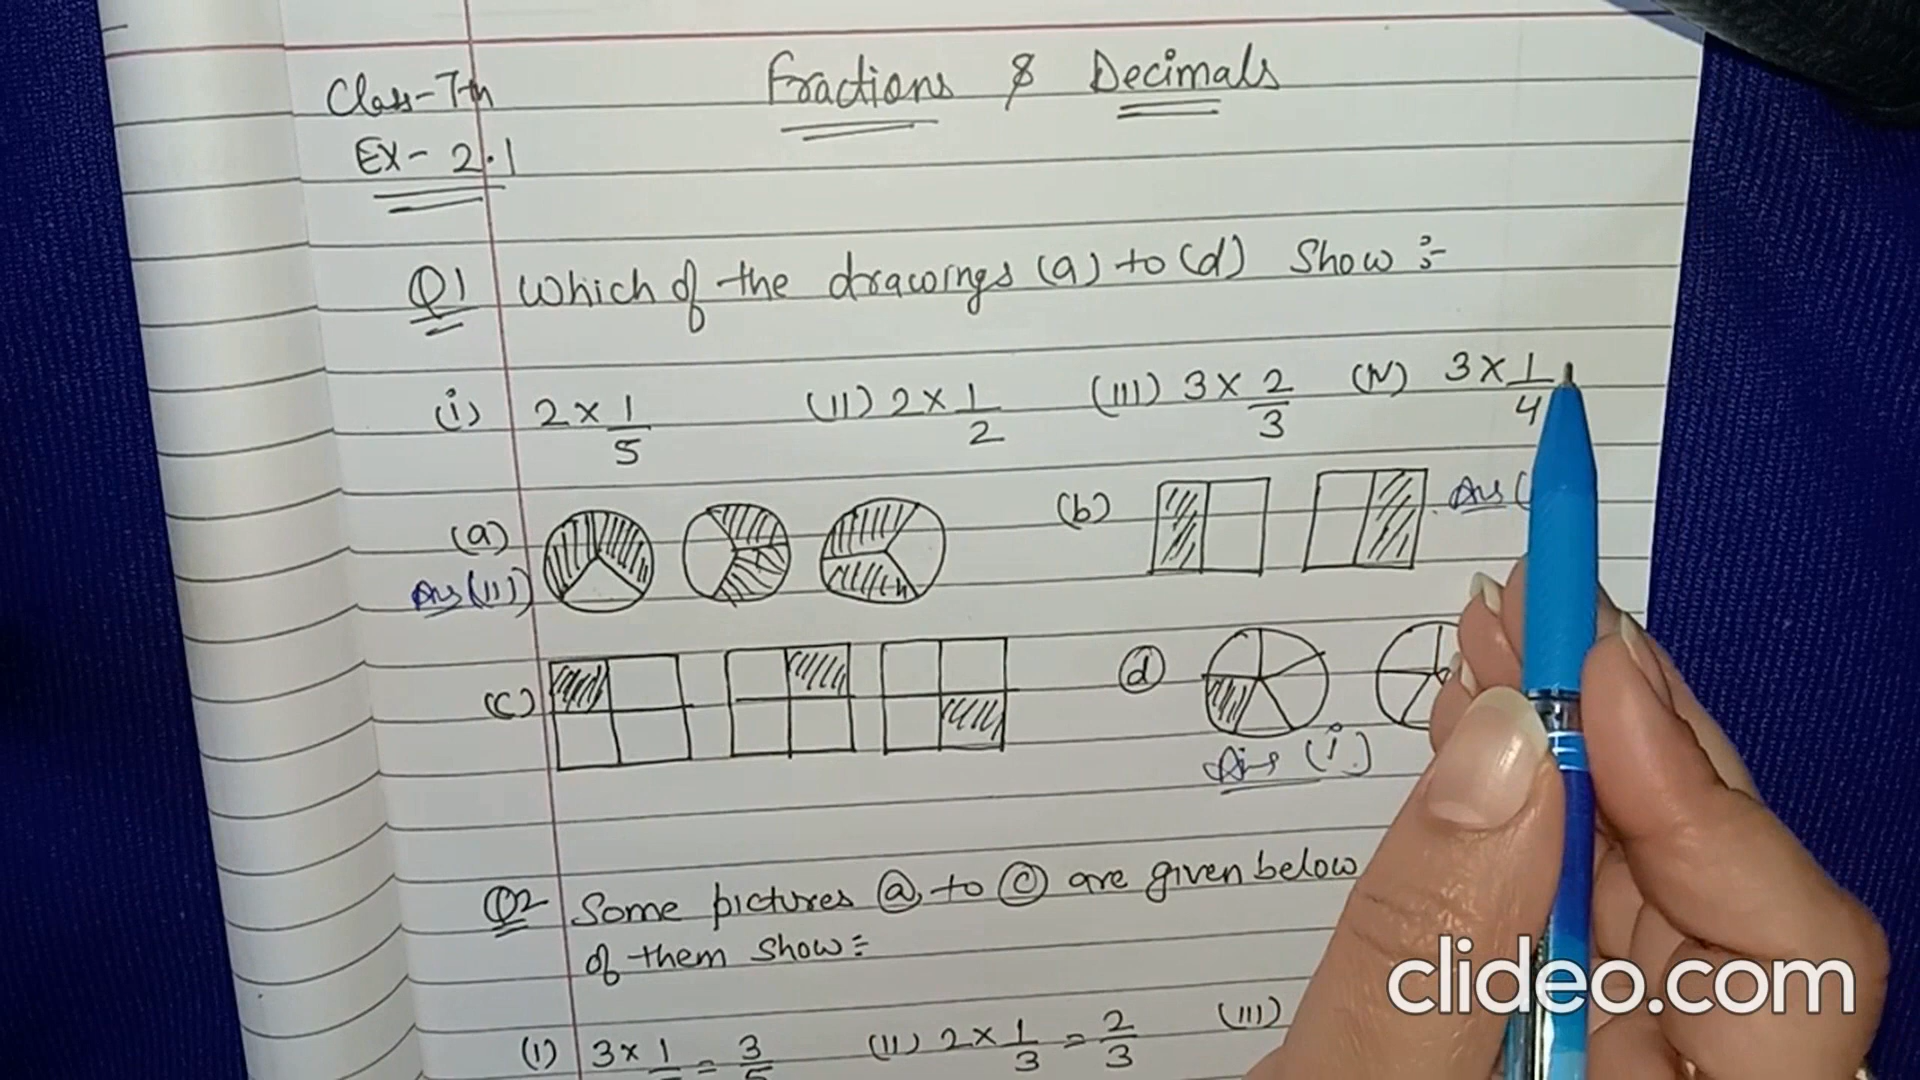 Fractions & Decimals
Class-7th
Ex- 2.1
Q1 Which of the drawings (a) to (d) Show :-
(i) 2 × 1/5 (II) 2 × 1/2 (III) 3 × 2/3 (IV) 3 × 1/4
(a) (b) Ans (
Ans (III)
(c) (d)
Ans (i)
Q2 Some pictures (a) to (c) are given below
of them show :-
(I) 3 × 1 = 3 (II) 2 × 1/3 = 2/3 (III)
clideo.com